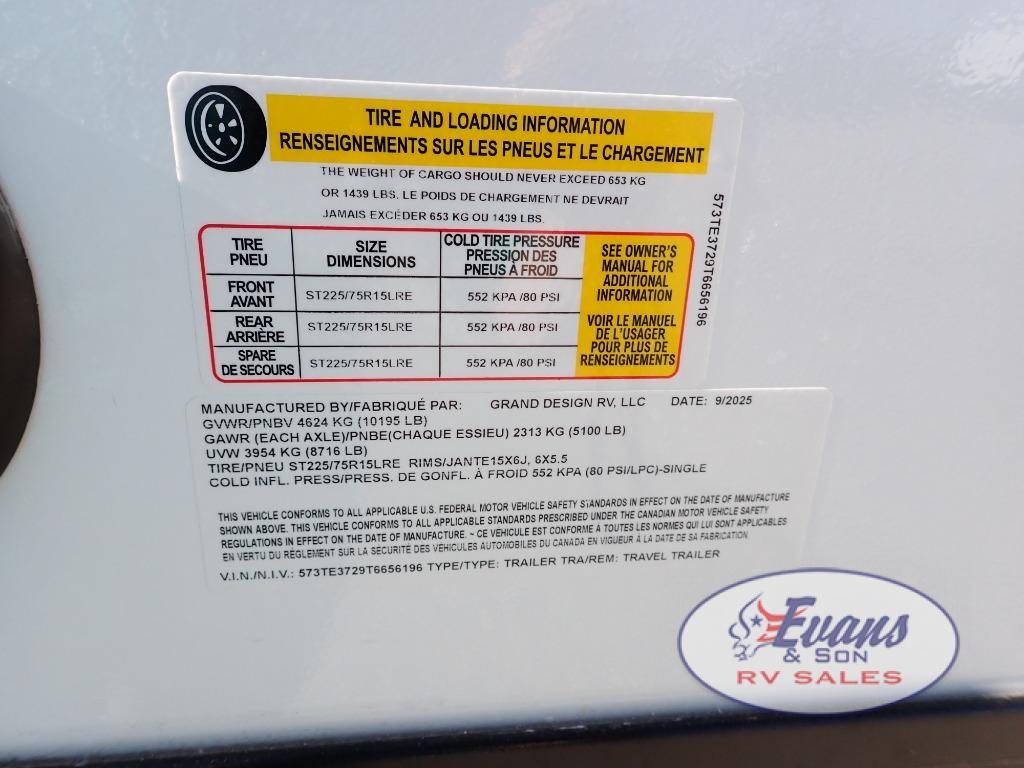 TIRE AND LOADING INFORMATION
RENSEIGNEMENTS SUR LES PNEUS ET LE CHARGEMENT
THE WEIGHT OF CARGO SHOULD NEVER EXCEED 653 KG
OR 1439 LBS. LE POIDS DE CHARGEMENT NE DEVRAIT
JAMAIS EXCÉDER 653 KG OU 1439 LBS.
TIRE
PNEU
SIZE
DIMENSIONS
COLD TIRE PRESSURE
PRESSION DES
PNEUS À FROID
FRONT
AVANT
ST225/75R15LRE
552 KPA /80 PSI
REAR
ARRIÈRE
ST225/75R15LRE
552 KPA /80 PSI
SPARE
DE SECOURS
ST225/75R15LRE
552 KPA /80 PSI
SEE OWNER'S
MANUAL FOR
ADDITIONAL
INFORMATION
VOIR LE MANUEL
DE L'USAGER
POUR PLUS DE
RENSEIGNEMENTS
573TE3729T6656196
MANUFACTURED BY/FABRIQUÉ PAR: GRAND DESIGN RV, LLC DATE: 9/2025
GVWR/PNBV 4624 KG (10195 LB)
GAWR (EACH AXLE)/PNBE(CHAQUE ESSIEU) 2313 KG (5100 LB)
UVW 3954 KG (8716 LB)
TIRE/PNEU ST225/75R15LRE RIMS/JANTE15X6J, 6X5.5
COLD INFL. PRESS/PRESS. DE GONFL. À FROID 552 KPA (80 PSI/LPC)-SINGLE
THIS VEHICLE CONFORMS TO ALL APPLICABLE U.S. FEDERAL MOTOR VEHICLE SAFETY STANDARDS IN EFFECT ON THE DATE OF MANUFACTURE
SHOWN ABOVE. THIS VEHICLE CONFORMS TO ALL APPLICABLE STANDARDS PRESCRIBED UNDER THE CANADIAN MOTOR VEHICLE SAFETY
REGULATIONS IN EFFECT ON THE DATE OF MANUFACTURE. ~ CE VEHICULE EST CONFORME A TOUTES LES NORMES QUI LUI SONT APPLICABLES
EN VERTU DU RÈGLEMENT SUR LA SÉCURITÉ DES VÉHICULES AUTOMOBILES DU CANADA EN VIGUEUR À LA DATE DE SA FABRICATION
V.I.N./N.I.V.: 573TE3729T6656196 TYPE/TYPE: TRAILER TRA/REM: TRAVEL TRAILER
Evans
& SON
RV SALES